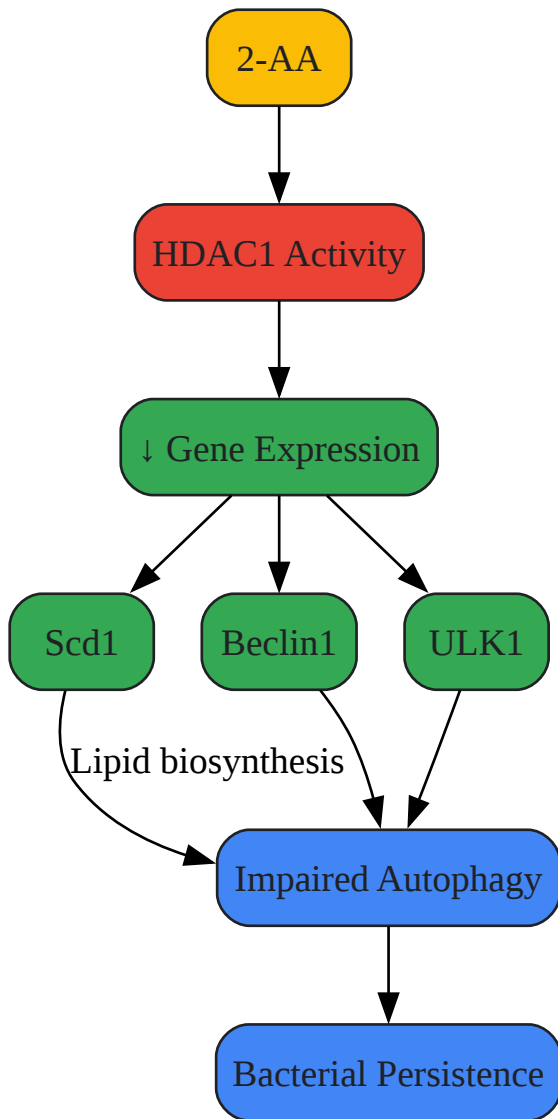 2-AA
HDAC1 Activity
↓ Gene Expression
Scd1
Beclin1
ULK1
Lipid biosynthesis
Impaired Autophagy
Bacterial Persistence